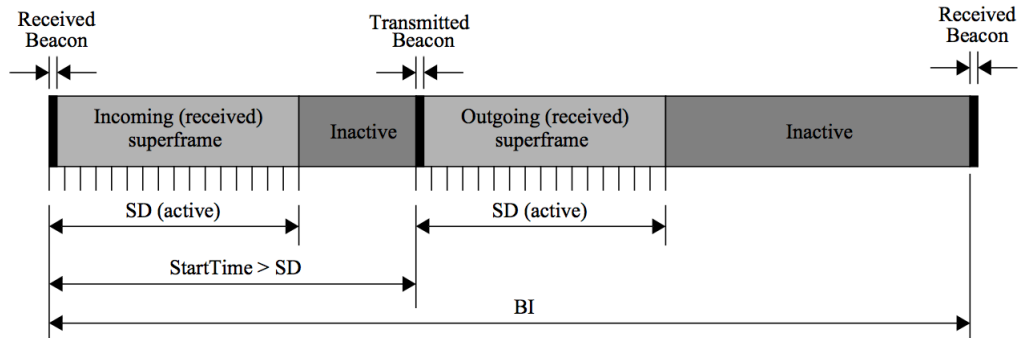 Received
Beacon
Transmitted
Beacon
Received
Beacon
Incoming (received)
superframe
Inactive
Outgoing (received)
superframe
Inactive
SD (active)
SD (active)
StartTime > SD
BI